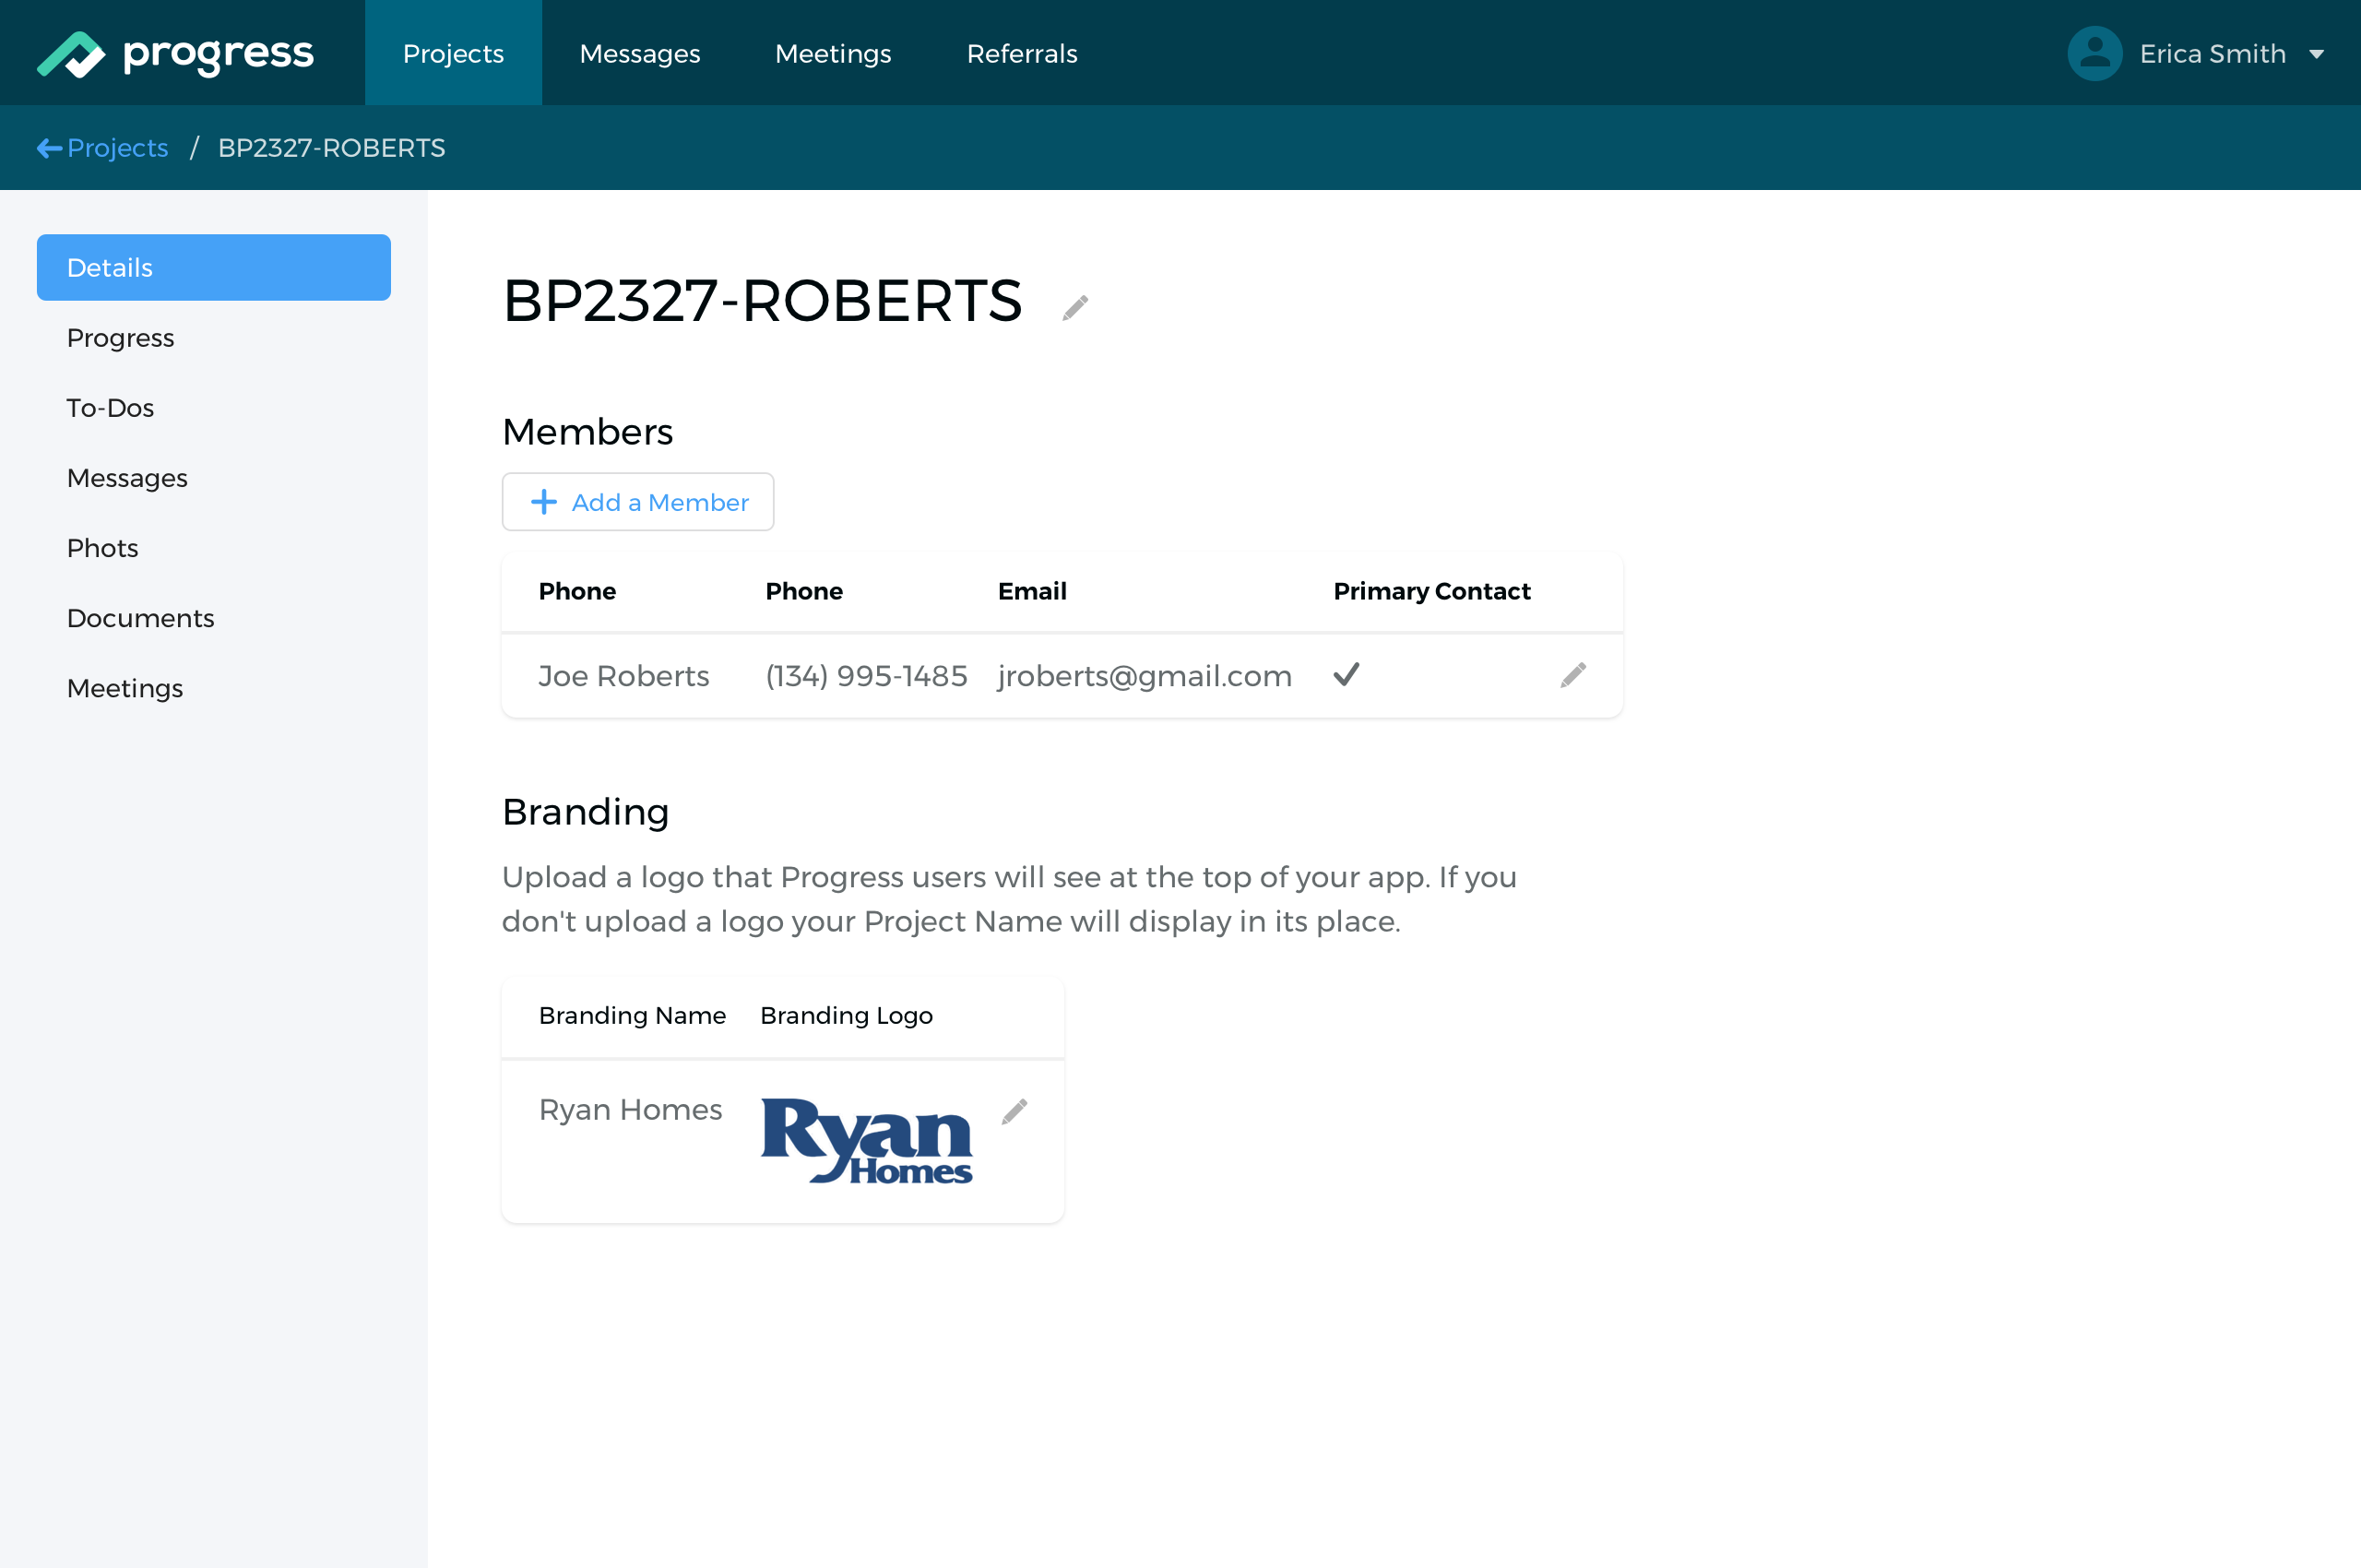 progress Projects Messages Meetings Referrals Erica Smith
Projects / BP2327-ROBERTS
Details
Progress
To-Dos
Messages
Phots
Documents
Meetings
BP2327-ROBERTS
Members
Add a Member
Phone Phone Email Primary Contact
Joe Roberts (134) 995-1485 jroberts@gmail.com
Branding
Upload a logo that Progress users will see at the top of your app. If you
don't upload a logo your Project Name will display in its place.
Branding Name Branding Logo
Ryan Homes
Ryan
Homes